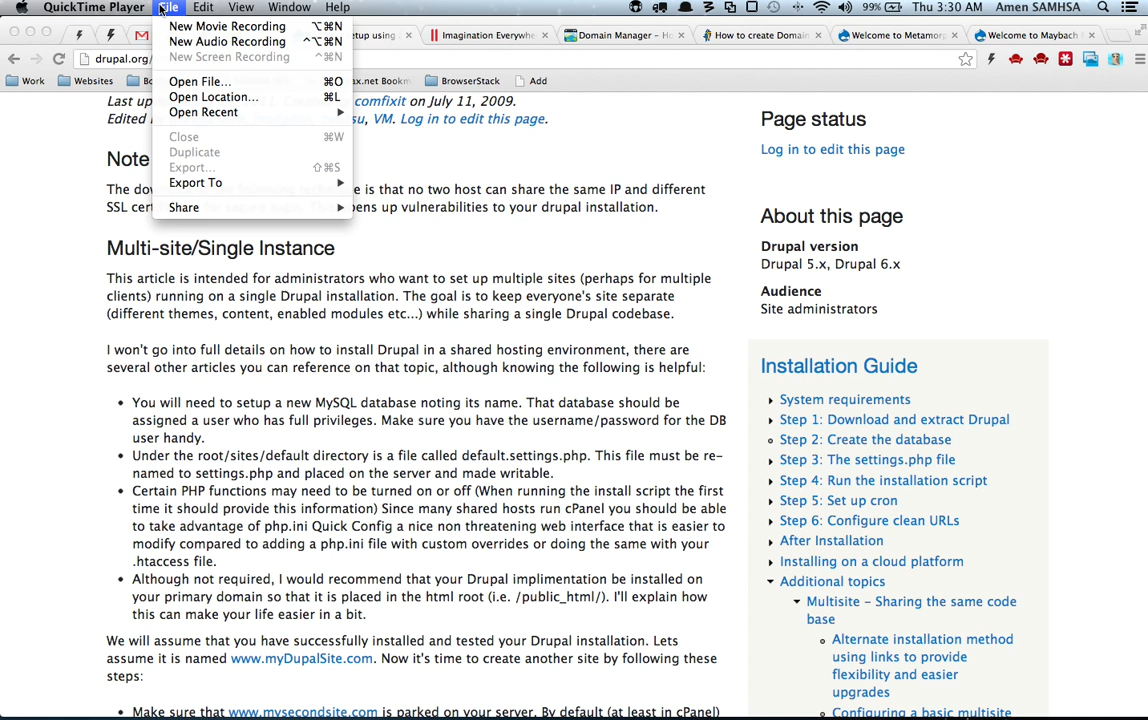 QuickTime Player File Edit View Window Help 99% Thu 3:30 AM Amen SAMHSA
etup using Imagination Everywhe Domain Manager – Ho How to create Domain Welcome to Metamorp Welcome to Maybach
drupal.org/
Work Websites ax.net Bookm BrowserStack Add
New Movie Recording ⌥⌘N
New Audio Recording ^⌥⌘N
New Screen Recording ^⌘N
Open File... ⌘O
Open Location... ⌘L
Open Recent
Close ⌘W
Duplicate
Export... ⇧⌘S
Export To
Share
comfixit on July 11, 2009.
VM. Log in to edit this page.
Note
The do e is that no two host can share the same IP and different
SSL pens up vulnerabilities to your drupal installation.
Multi-site/Single Instance
This article is intended for administrators who want to set up multiple sites (perhaps for multiple
clients) running on a single Drupal installation. The goal is to keep everyone's site separate
(different themes, content, enabled modules etc...) while sharing a single Drupal codebase.
I won't go into full details on how to install Drupal in a shared hosting environment, there are
several other articles you can reference on that topic, although knowing the following is helpful:
• You will need to setup a new MySQL database noting its name. That database should be
assigned a user who has full privileges. Make sure you have the username/password for the DB
user handy.
• Under the root/sites/default directory is a file called default.settings.php. This file must be re-
named to settings.php and placed on the server and made writable.
• Certain PHP functions may need to be turned on or off (When running the install script the first
time it should provide this information) Since many shared hosts run cPanel you should be able
to take advantage of php.ini Quick Config a nice non threatening web interface that is easier to
modify compared to adding a php.ini file with custom overrides or doing the same with your
.htaccess file.
• Although not required, I would recommend that your Drupal implimentation be installed on
your primary domain so that it is placed in the html root (i.e. /public_html/). I'll explain how
this can make your life easier in a bit.
We will assume that you have successfully installed and tested your Drupal installation. Lets
assume it is named www.myDupalSite.com. Now it's time to create another site by following these
steps:
• Make sure that www.mysecondsite.com is parked on your server. By default (at least in cPanel)
Page status
Log in to edit this page
About this page
Drupal version
Drupal 5.x, Drupal 6.x
Audience
Site administrators
Installation Guide
System requirements
Step 1: Download and extract Drupal
Step 2: Create the database
Step 3: The settings.php file
Step 4: Run the installation script
Step 5: Set up cron
Step 6: Configure clean URLs
After Installation
Installing on a cloud platform
Additional topics
Multisite – Sharing the same code
base
Alternate installation method
using links to provide
flexibility and easier
upgrades
Configuring a basic multisite